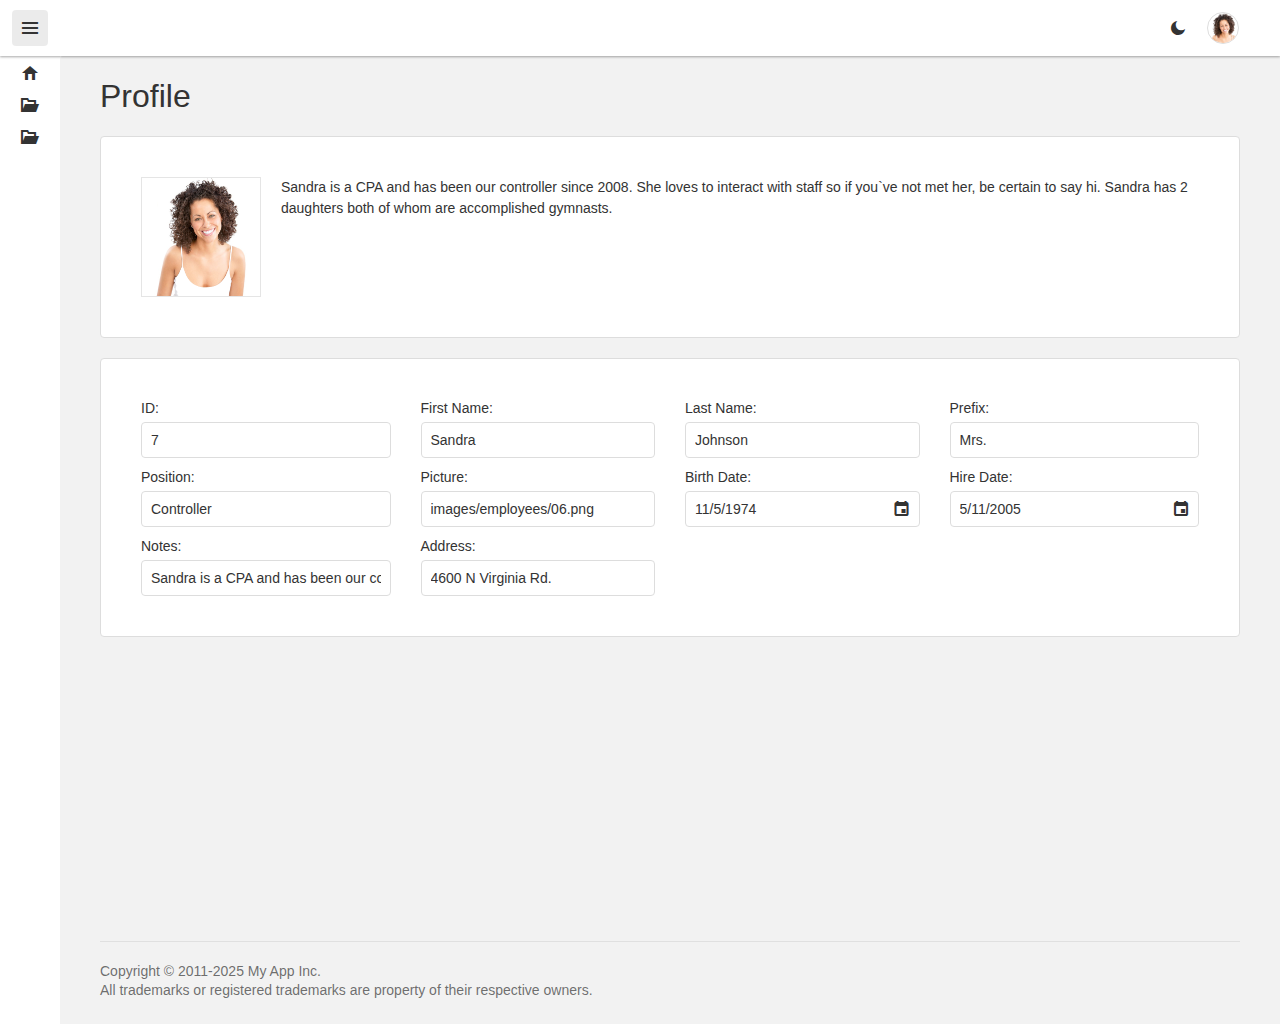 Profile
Sandra is a CPA and has been our controller since 2008. She loves to interact with staff so if you`ve not met her, be certain to say hi. Sandra has 2
daughters both of whom are accomplished gymnasts.
ID:
First Name:
Last Name:
Prefix:
7
Sandra
Johnson
Mrs.
Position:
Picture:
Birth Date:
Hire Date:
Controller
images/employees/06.png
11/5/1974
5/11/2005
Notes:
Address:
Sandra is a CPA and has been our co
4600 N Virginia Rd.
Copyright © 2011-2025 My App Inc.
All trademarks or registered trademarks are property of their respective owners.